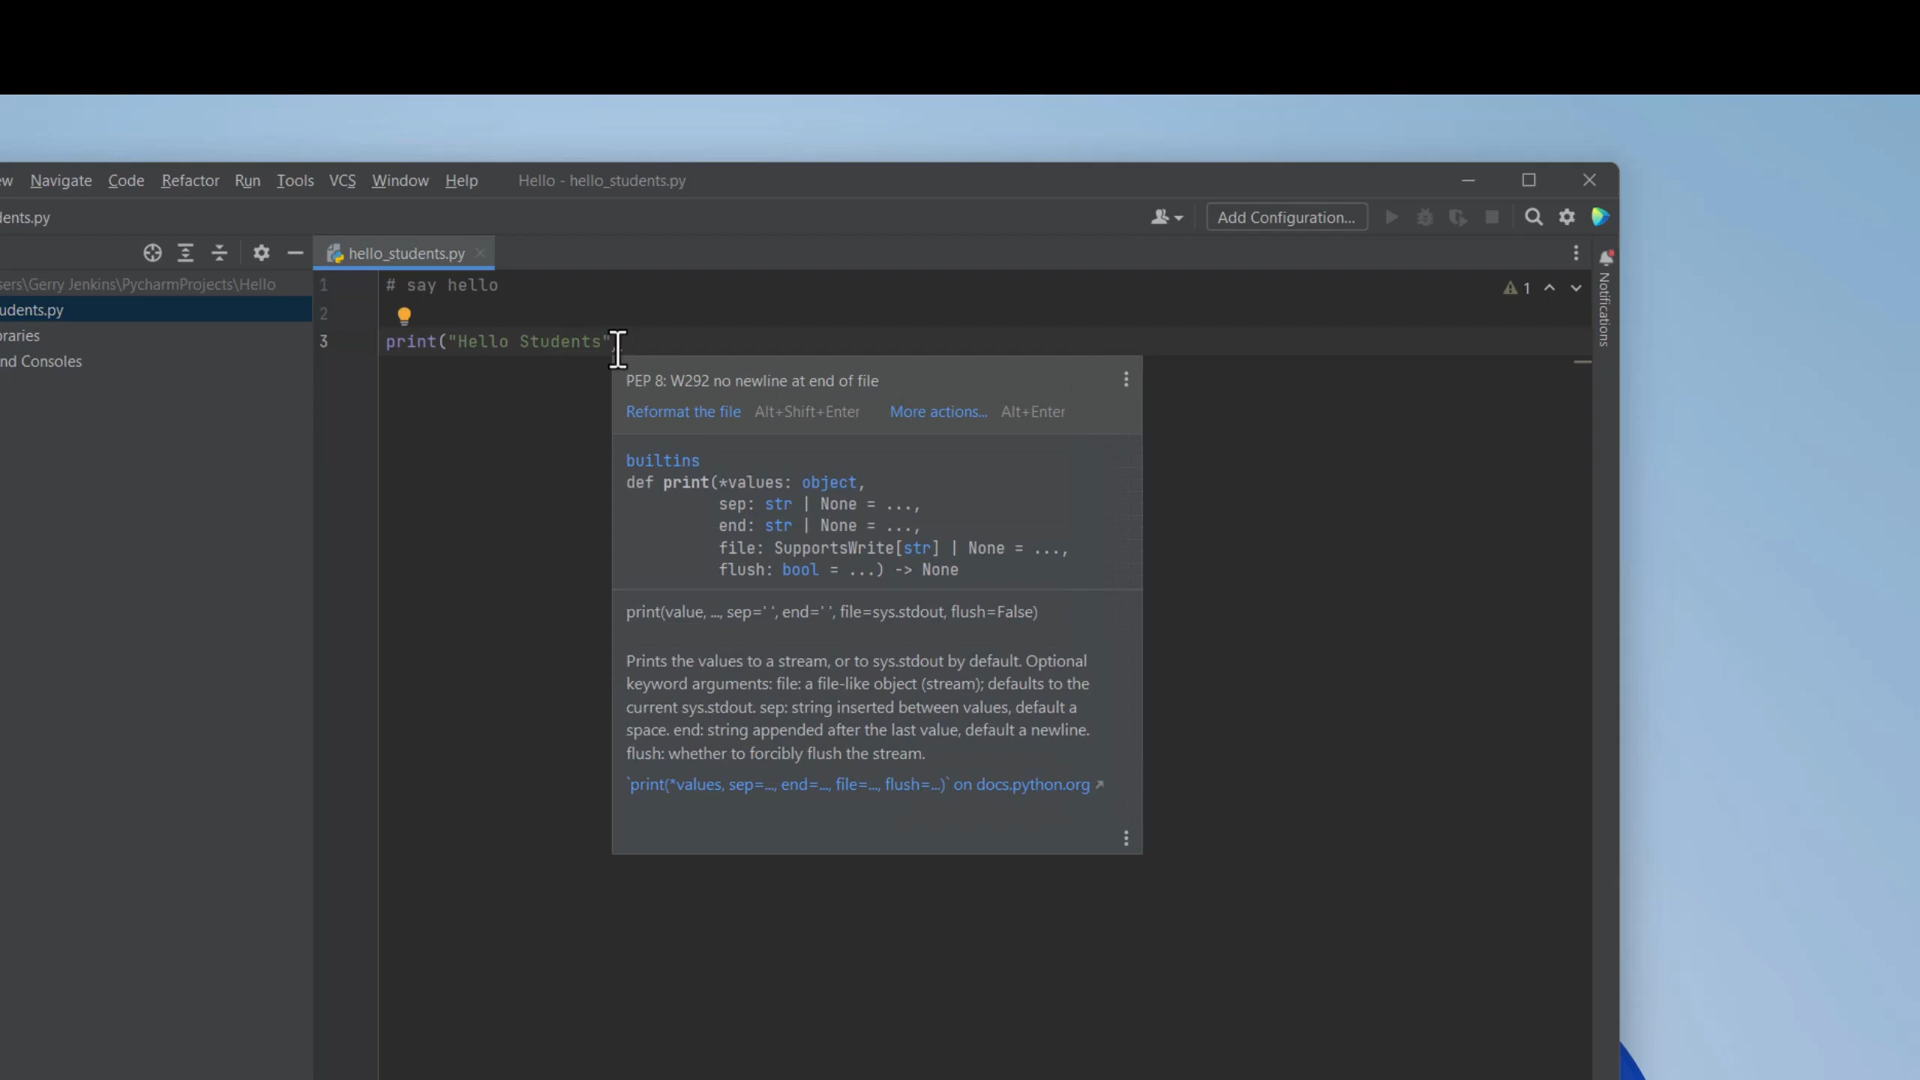 Navigate Code Refactor Run Tools VCS Window Help Hello - hello_students.py
dents.py
Add Configuration...
hello_students.py
sers\Gerry Jenkins\PycharmProjects\Hello
udents.py
braries
nd Consoles
1 # say hello
2
3 print("Hello Students"
1
Notifications
PEP 8: W292 no newline at end of file
Reformat the file Alt+Shift+Enter More actions... Alt+Enter
builtins
def print(*values: object,
sep: str | None = ...,
end: str | None = ...,
file: SupportsWrite[str] | None = ...,
flush: bool = ...) -> None
print(value, ..., sep=' ', end=' ', file=sys.stdout, flush=False)
Prints the values to a stream, or to sys.stdout by default. Optional
keyword arguments: file: a file-like object (stream); defaults to the
current sys.stdout. sep: string inserted between values, default a
space. end: string appended after the last value, default a newline.
flush: whether to forcibly flush the stream.
`print(*values, sep=..., end=..., file=..., flush=...)` on docs.python.org